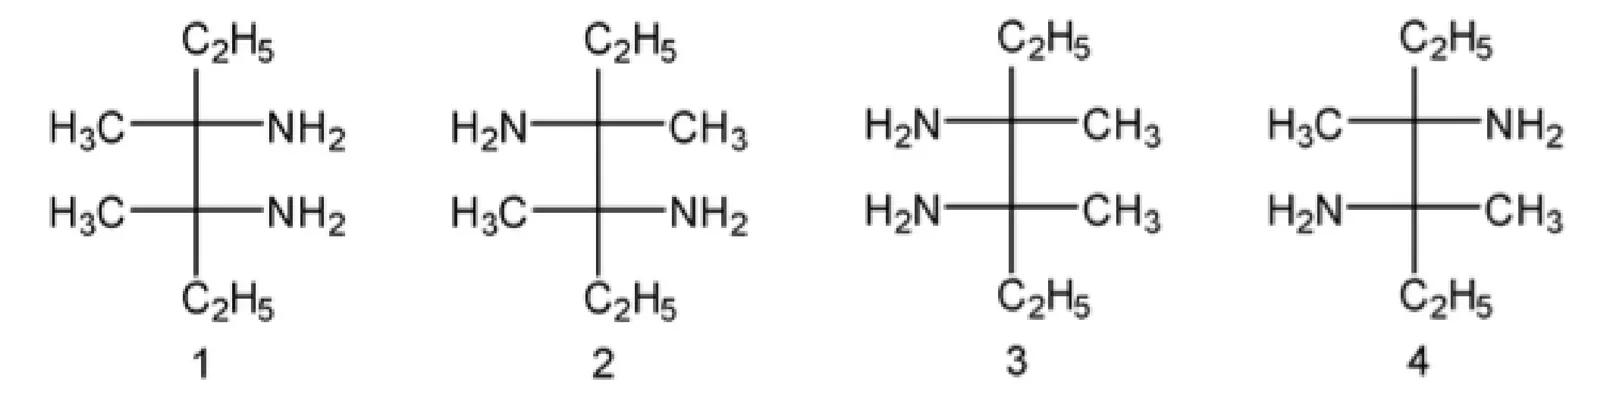 C₂H₅ C₂H₅ C₂H₅ C₂H₅
H₃C NH₂ H₂N CH₃ H₂N CH₃ H₃C NH₂
H₃C NH₂ H₃C NH₂ H₂N CH₃ H₂N CH₃
C₂H₅ C₂H₅ C₂H₅ C₂H₅
1 2 3 4